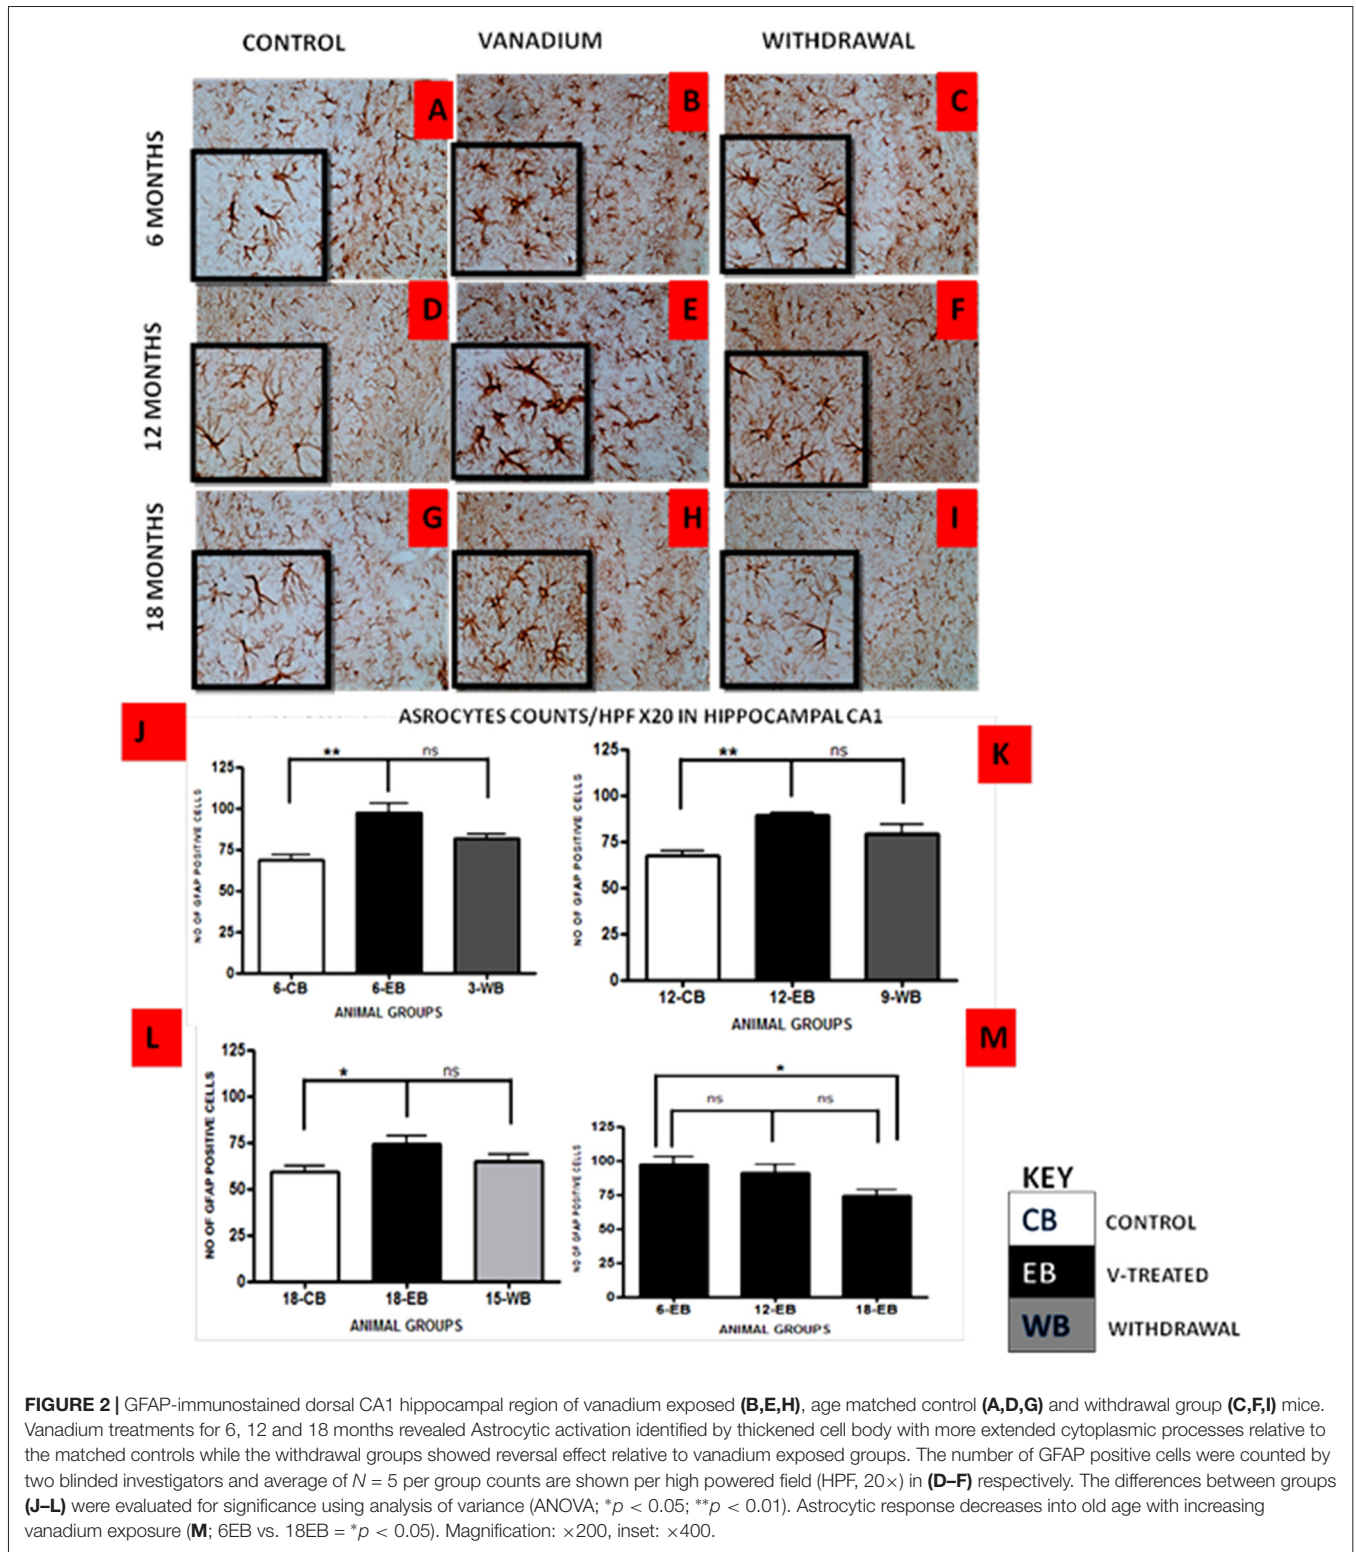 CONTROL VANADIUM WITHDRAWAL
6 MONTHS
A B C
12 MONTHS
D E F
18 MONTHS
G H I
J
ASROCYTES COUNTS/HPF X20 IN HIPPOCAMPAL CA1
K
NO OF GFAP POSITIVE CELLS
** ns
125
100
75
50
25
0
6-CB 6-EB 3-WB
ANIMAL GROUPS
NO OF GFAP POSITIVE CELLS
** ns
125
100
75
50
25
0
12-CB 12-EB 9-WB
ANIMAL GROUPS
L
NO OF GFAP POSITIVE CELLS
* ns
125
100
75
50
25
0
18-CB 18-EB 15-WB
ANIMAL GROUPS
M
NO OF GFAP POSITIVE CELLS
*
ns ns
125
100
75
50
25
0
6-EB 12-EB 18-EB
ANIMAL GROUPS
KEY
CB CONTROL
EB V-TREATED
WB WITHDRAWAL
FIGURE 2 | GFAP-immunostained dorsal CA1 hippocampal region of vanadium exposed (B,E,H), age matched control (A,D,G) and withdrawal group (C,F,I) mice.
Vanadium treatments for 6, 12 and 18 months revealed Astrocytic activation identified by thickened cell body with more extended cytoplasmic processes relative to
the matched controls while the withdrawal groups showed reversal effect relative to vanadium exposed groups. The number of GFAP positive cells were counted by
two blinded investigators and average of N = 5 per group counts are shown per high powered field (HPF, 20×) in (D–F) respectively. The differences between groups
(J–L) were evaluated for significance using analysis of variance (ANOVA; *p < 0.05; **p < 0.01). Astrocytic response decreases into old age with increasing
vanadium exposure (M; 6EB vs. 18EB = *p < 0.05). Magnification: ×200, inset: ×400.